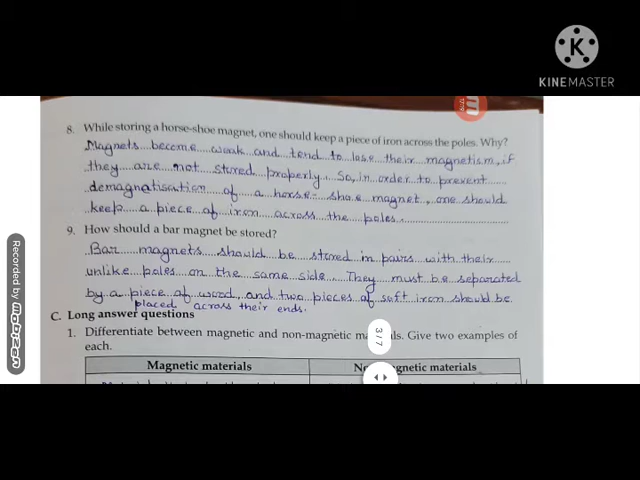 KINEMASTER
8. While storing a horse-shoe magnet, one should keep a piece of iron across the poles. Why?
Magnets become weak and tend to lose their magnetism, if
they are not stored properly. So, in order to prevent
demagnatisation of a horse- shoe magnet, one should
keep a piece of iron across the poles.
9. How should a bar magnet be stored?
Bar magnets should be stored in pairs with their
unlike poles on the same side. They must be separated
by a piece of wood, and two pieces of soft iron should be
placed across their ends.
C. Long answer questions
1. Differentiate between magnetic and non-magnetic Give two examples of
each.
3/7
Magnetic materials
materials
Recorded by